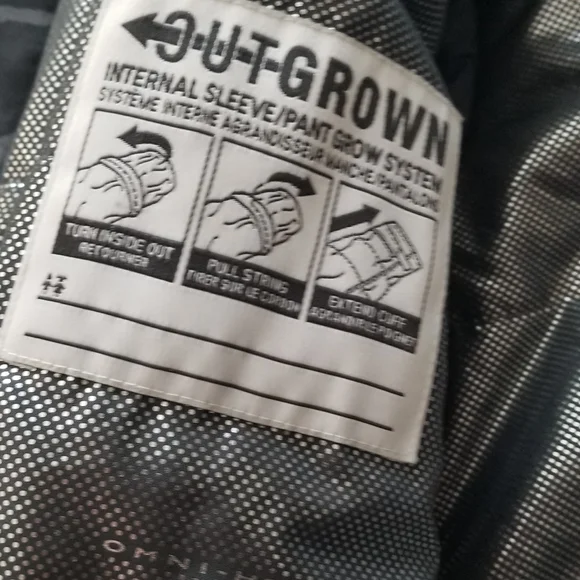 OUTGROWN
INTERNAL SLEEVE/PANT GROW SYSTEM
SYSTÈME INTERNE AGRANDISSEUR MANCHE/PANTALONS
TURN INSIDE OUT
RETOURNER
PULL STRING
TIRER SUR LE CORDON
EXTEND CUFF
AGRANDIR LE POIGNET
OMNI-H